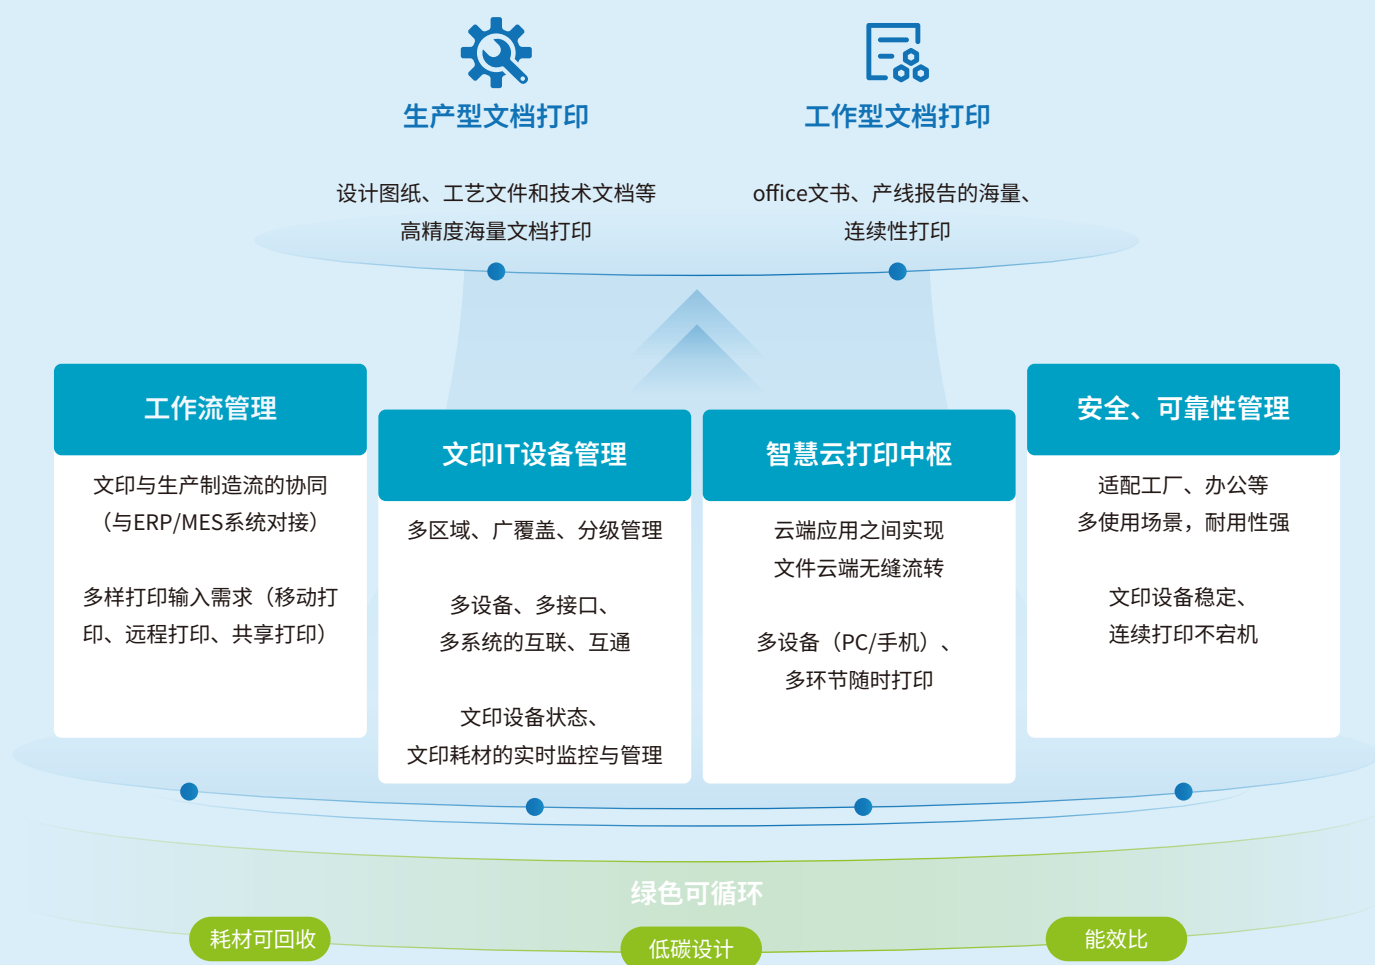 生产型文档打印
工作型文档打印
设计图纸、工艺文件和技术文档等
高精度海量文档打印
office文书、产线报告的海量、
连续性打印
工作流管理
文印与生产制造流的协同
（与ERP/MES系统对接）
多样打印输入需求（移动打
印、远程打印、共享打印）
文印IT设备管理
多区域、广覆盖、分级管理
多设备、多接口、
多系统的互联、互通
文印设备状态、
文印耗材的实时监控与管理
智慧云打印中枢
云端应用之间实现
文件云端无缝流转
多设备（PC/手机）、
多环节随时打印
安全、可靠性管理
适配工厂、办公等
多使用场景，耐用性强
文印设备稳定、
连续打印不宕机
绿色可循环
耗材可回收
低碳设计
能效比